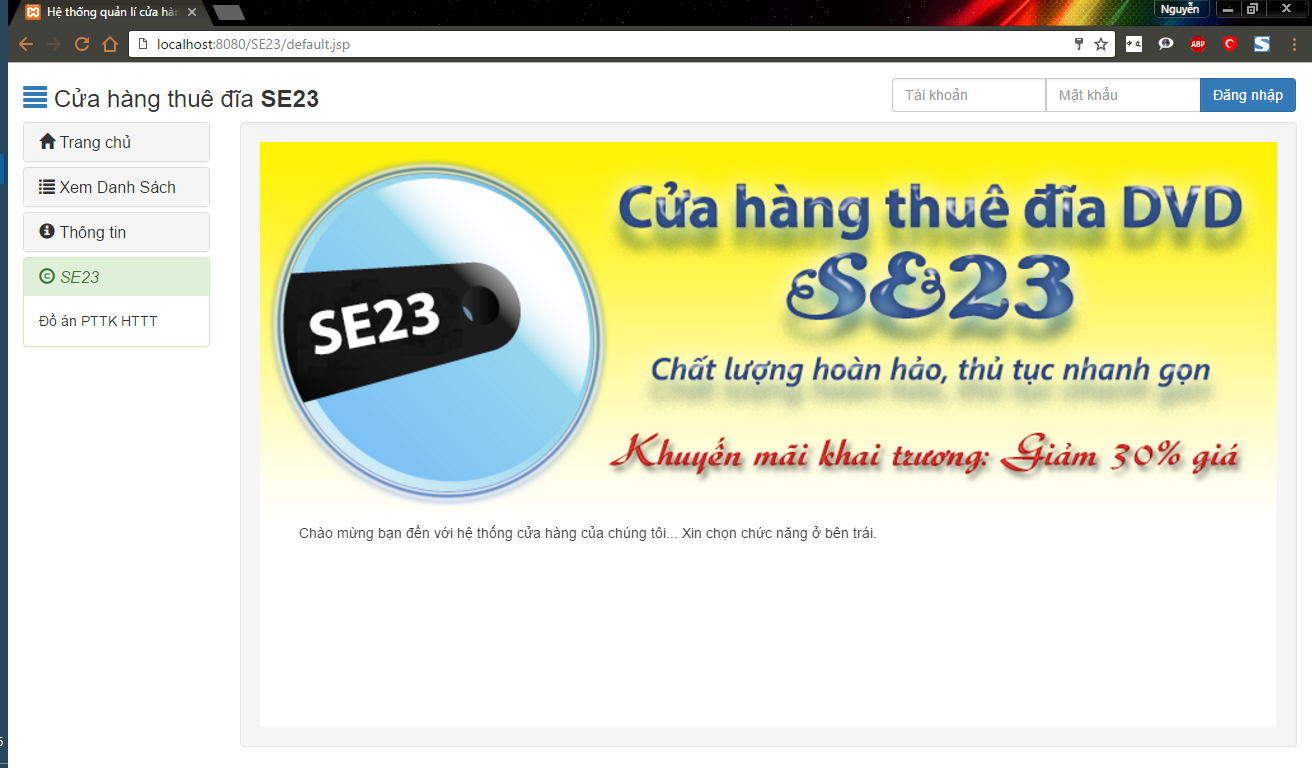 Hệ thống quản lí cửa hàn
Nguyễn
localhost:8080/SE23/default.jsp
ABP
Cửa hàng thuê đĩa SE23
Tài khoản
Mật khẩu
Đăng nhập
Trang chủ
Xem Danh Sách
Thông tin
SE23
Đồ án PTTK HTTT
SE23
Cửa hàng thuê đĩa DVD
SE23
Chất lượng hoàn hảo, thủ tục nhanh gọn
Khuyến mãi khai trương: Giảm 30% giá
Chào mừng bạn đến với hệ thống cửa hàng của chúng tôi... Xin chọn chức năng ở bên trái.